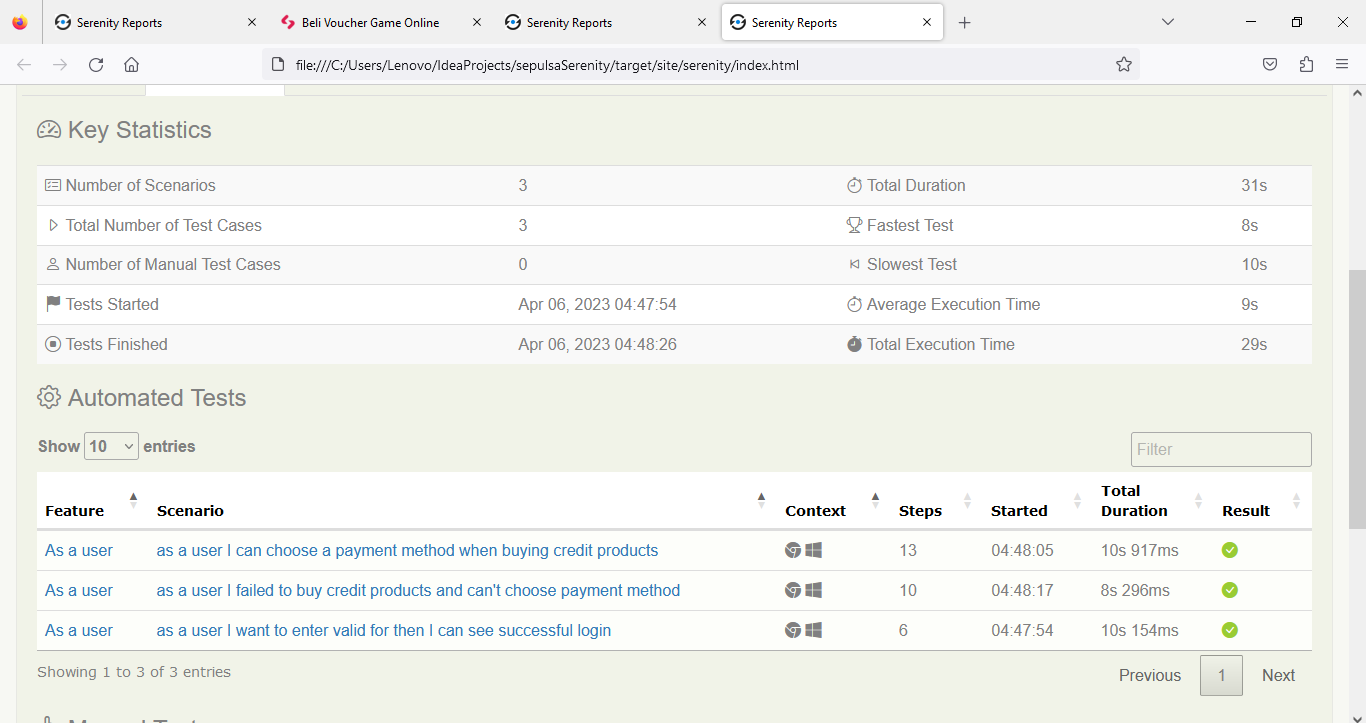 Serenity Reports
Beli Voucher Game Online
Serenity Reports
Serenity Reports
file:///C:/Users/Lenovo/IdeaProjects/sepulsaSerenity/target/site/serenity/index.html
Key Statistics
Number of Scenarios 3 Total Duration 31s
Total Number of Test Cases 3 Fastest Test 8s
Number of Manual Test Cases 0 Slowest Test 10s
Tests Started Apr 06, 2023 04:47:54 Average Execution Time 9s
Tests Finished Apr 06, 2023 04:48:26 Total Execution Time 29s
Automated Tests
Show 10 entries
Filter
Feature Scenario Context Steps Started Total Duration Result
As a user as a user I can choose a payment method when buying credit products 13 04:48:05 10s 917ms
As a user as a user I failed to buy credit products and can't choose payment method 10 04:48:17 8s 296ms
As a user as a user I want to enter valid for then I can see successful login 6 04:47:54 10s 154ms
Showing 1 to 3 of 3 entries
Previous 1 Next